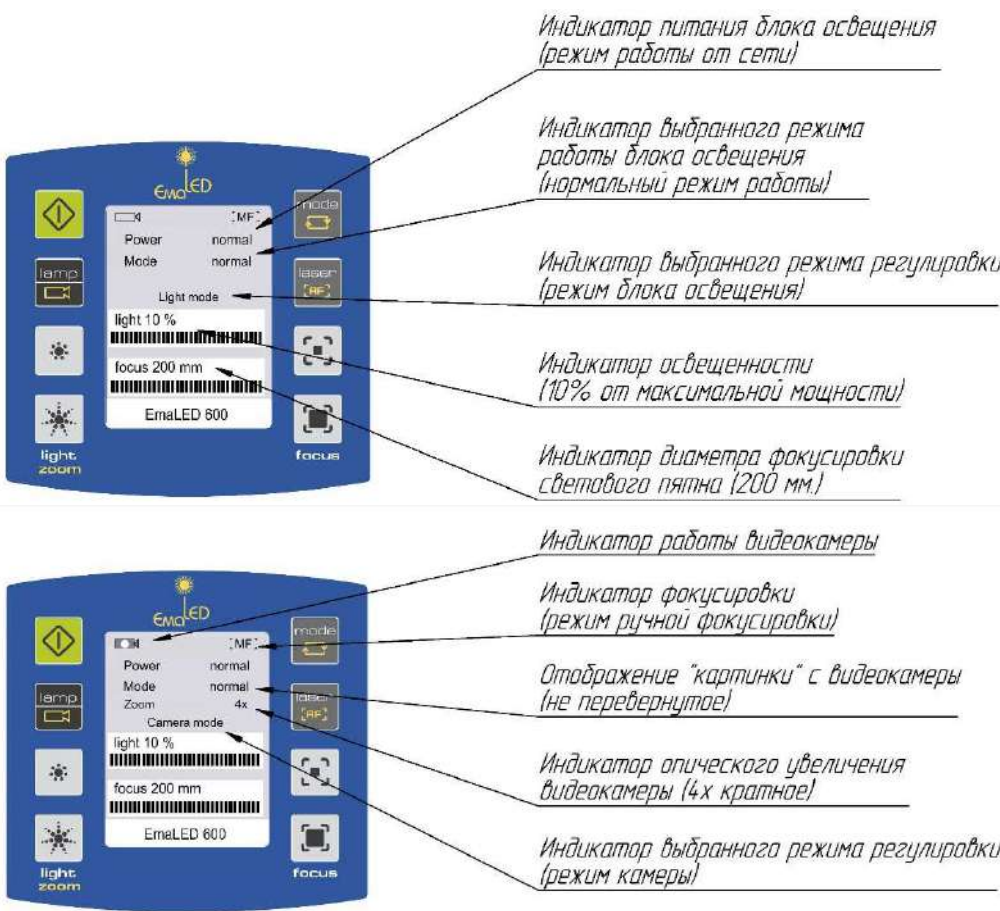 Индикатор питания блока освещения
(режим работы от сети)
Индикатор выбранного режима
работы блока освещения
(нормальный режим работы)
Индикатор выбранного режима регулировки
(режим блока освещения)
Индикатор освещенности
(10% от максимальной мощности)
Индикатор диаметра фокусировки
светового пятна (200 мм.)
EmaLED
mode
[MF]
Power normal
Mode normal
lamp
laser
[AF]
Light mode
light 10 %
focus 200 mm
EmaLED 600
light
zoom
focus
Индикатор работы видеокамеры
Индикатор фокусировки
(режим ручной фокусировки)
Отображение "картинки" с видеокамеры
(не перевернутое)
Индикатор опического увеличения
видеокамеры (4х кратное)
Индикатор выбранного режима регулировки
(режим камеры)
EmaLED
mode
[MF]
Power normal
Mode normal
Zoom 4x
lamp
laser
[AF]
Camera mode
light 10 %
focus 200 mm
EmaLED 600
light
zoom
focus